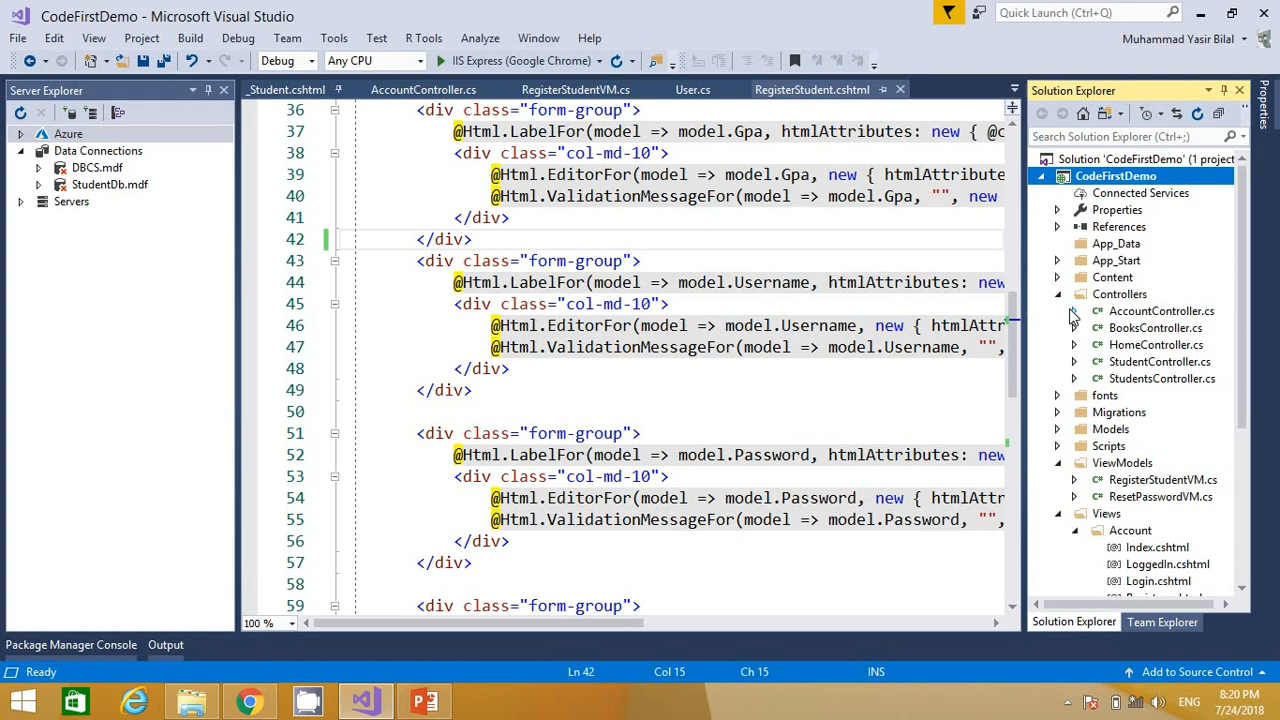 CodeFirstDemo - Microsoft Visual Studio
Quick Launch (Ctrl+Q)
File Edit View Project Build Debug Team Tools Test R Tools Analyze Window Help
Muhammad Yasir Bilal
Debug Any CPU IIS Express (Google Chrome)
Server Explorer
Azure
Data Connections
DBCS.mdf
StudentDb.mdf
Servers
_Student.cshtml AccountController.cs RegisterStudentVM.cs User.cs RegisterStudent.cshtml
36 <div class="form-group">
37 @Html.LabelFor(model => model.Gpa, htmlAttributes: new { @c
38 <div class="col-md-10">
39 @Html.EditorFor(model => model.Gpa, new { htmlAttribute
40 @Html.ValidationMessageFor(model => model.Gpa, "", new
41 </div>
42 </div>
43 <div class="form-group">
44 @Html.LabelFor(model => model.Username, htmlAttributes: new
45 <div class="col-md-10">
46 @Html.EditorFor(model => model.Username, new { htmlAttr
47 @Html.ValidationMessageFor(model => model.Username, "",
48 </div>
49 </div>
50
51 <div class="form-group">
52 @Html.LabelFor(model => model.Password, htmlAttributes: new
53 <div class="col-md-10">
54 @Html.EditorFor(model => model.Password, new { htmlAttr
55 @Html.ValidationMessageFor(model => model.Password, "",
56 </div>
57 </div>
58
59 <div class="form-group">
100 %
Solution Explorer
Search Solution Explorer (Ctrl+;)
Solution 'CodeFirstDemo' (1 project
CodeFirstDemo
Connected Services
Properties
References
App_Data
App_Start
Content
Controllers
C# AccountController.cs
C# BooksController.cs
C# HomeController.cs
C# StudentController.cs
C# StudentsController.cs
fonts
Migrations
Models
Scripts
ViewModels
C# RegisterStudentVM.cs
C# ResetPasswordVM.cs
Views
Account
[@] Index.cshtml
[@] LoggedIn.cshtml
[@] Login.cshtml
Solution Explorer Team Explorer
Properties
Package Manager Console Output
Ready Ln 42 Col 15 Ch 15 INS Add to Source Control
ENG
8:20 PM
7/24/2018